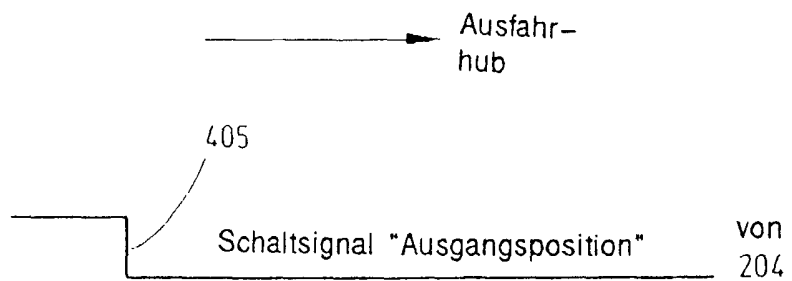 Ausfahr-
hub
405
Schaltsignal "Ausgangsposition"
von
204